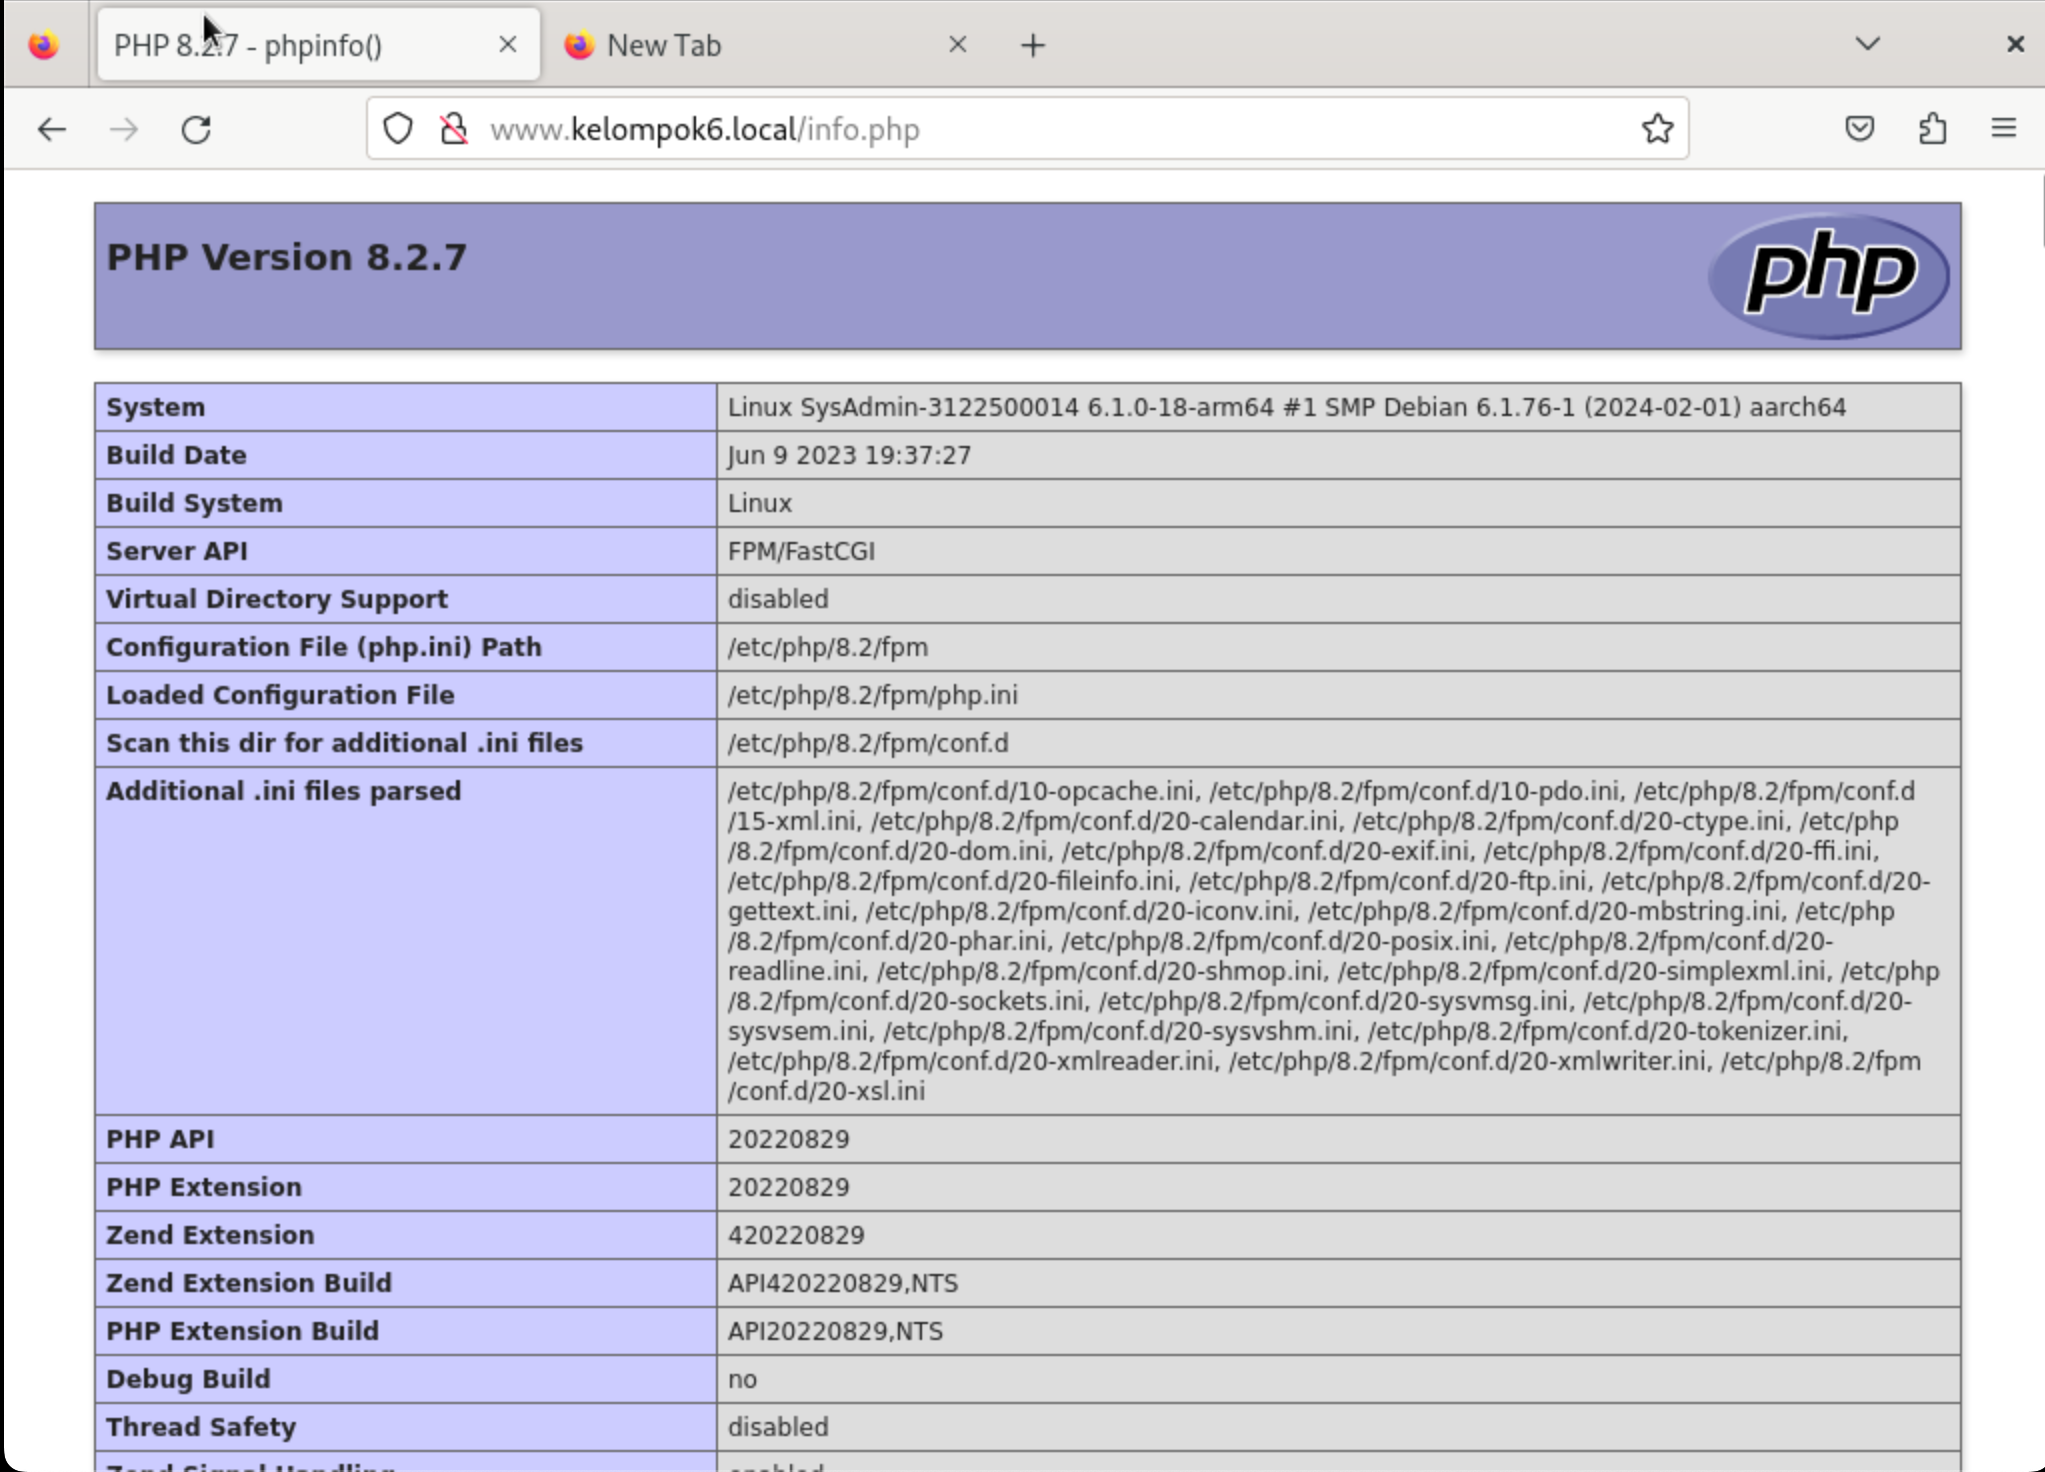 PHP 8.2.7 - phpinfo()
New Tab
www.kelompok6.local/info.php
PHP Version 8.2.7
php
System Linux SysAdmin-3122500014 6.1.0-18-arm64 #1 SMP Debian 6.1.76-1 (2024-02-01) aarch64
Build Date Jun 9 2023 19:37:27
Build System Linux
Server API FPM/FastCGI
Virtual Directory Support disabled
Configuration File (php.ini) Path /etc/php/8.2/fpm
Loaded Configuration File /etc/php/8.2/fpm/php.ini
Scan this dir for additional .ini files /etc/php/8.2/fpm/conf.d
Additional .ini files parsed /etc/php/8.2/fpm/conf.d/10-opcache.ini, /etc/php/8.2/fpm/conf.d/10-pdo.ini, /etc/php/8.2/fpm/conf.d
/15-xml.ini, /etc/php/8.2/fpm/conf.d/20-calendar.ini, /etc/php/8.2/fpm/conf.d/20-ctype.ini, /etc/php
/8.2/fpm/conf.d/20-dom.ini, /etc/php/8.2/fpm/conf.d/20-exif.ini, /etc/php/8.2/fpm/conf.d/20-ffi.ini,
/etc/php/8.2/fpm/conf.d/20-fileinfo.ini, /etc/php/8.2/fpm/conf.d/20-ftp.ini, /etc/php/8.2/fpm/conf.d/20-
gettext.ini, /etc/php/8.2/fpm/conf.d/20-iconv.ini, /etc/php/8.2/fpm/conf.d/20-mbstring.ini, /etc/php
/8.2/fpm/conf.d/20-phar.ini, /etc/php/8.2/fpm/conf.d/20-posix.ini, /etc/php/8.2/fpm/conf.d/20-
readline.ini, /etc/php/8.2/fpm/conf.d/20-shmop.ini, /etc/php/8.2/fpm/conf.d/20-simplexml.ini, /etc/php
/8.2/fpm/conf.d/20-sockets.ini, /etc/php/8.2/fpm/conf.d/20-sysvmsg.ini, /etc/php/8.2/fpm/conf.d/20-
sysvsem.ini, /etc/php/8.2/fpm/conf.d/20-sysvshm.ini, /etc/php/8.2/fpm/conf.d/20-tokenizer.ini,
/etc/php/8.2/fpm/conf.d/20-xmlreader.ini, /etc/php/8.2/fpm/conf.d/20-xmlwriter.ini, /etc/php/8.2/fpm
/conf.d/20-xsl.ini
PHP API 20220829
PHP Extension 20220829
Zend Extension 420220829
Zend Extension Build API420220829,NTS
PHP Extension Build API20220829,NTS
Debug Build no
Thread Safety disabled
Zend Signal Handling enabled